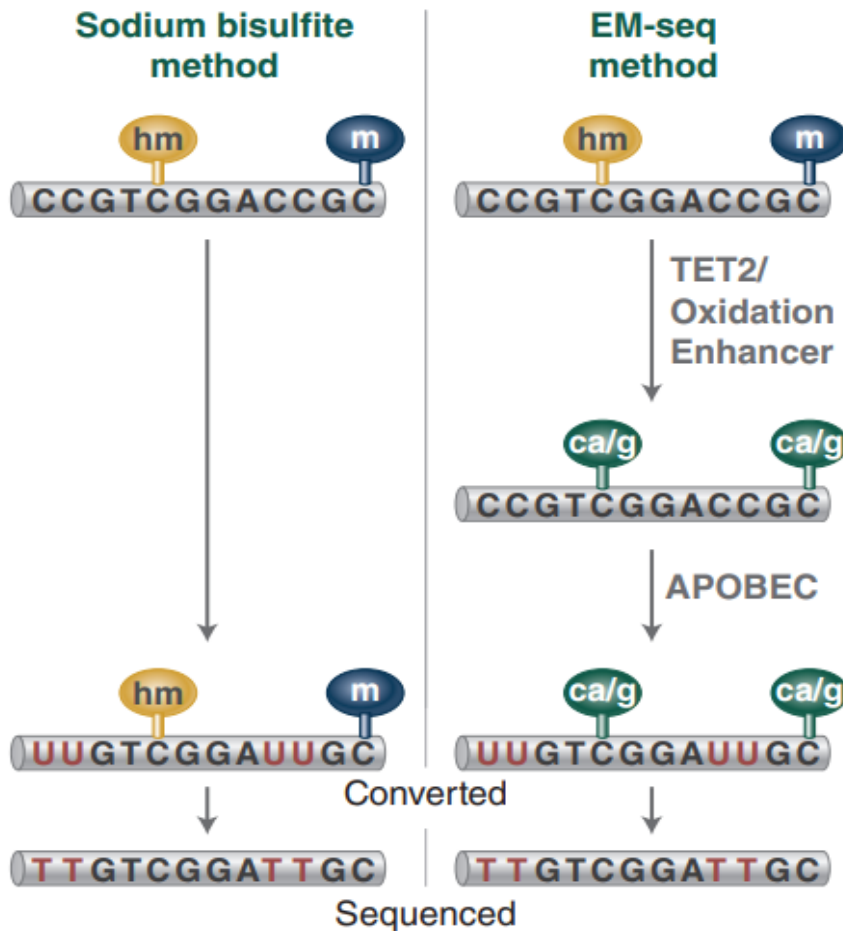 Sodium bisulfite
method
EM-seq
method
hm
m
CCGTCGGACCGC
hm
m
CCGTCGGACCGC
TET2/
Oxidation
Enhancer
ca/g
ca/g
CCGTCGGACCGC
APOBEC
hm
m
UUGTCGGAUUGC
ca/g
ca/g
UUGTCGGAUUGC
Converted
TTGTCGGATTGC
TTGTCGGATTGC
Sequenced